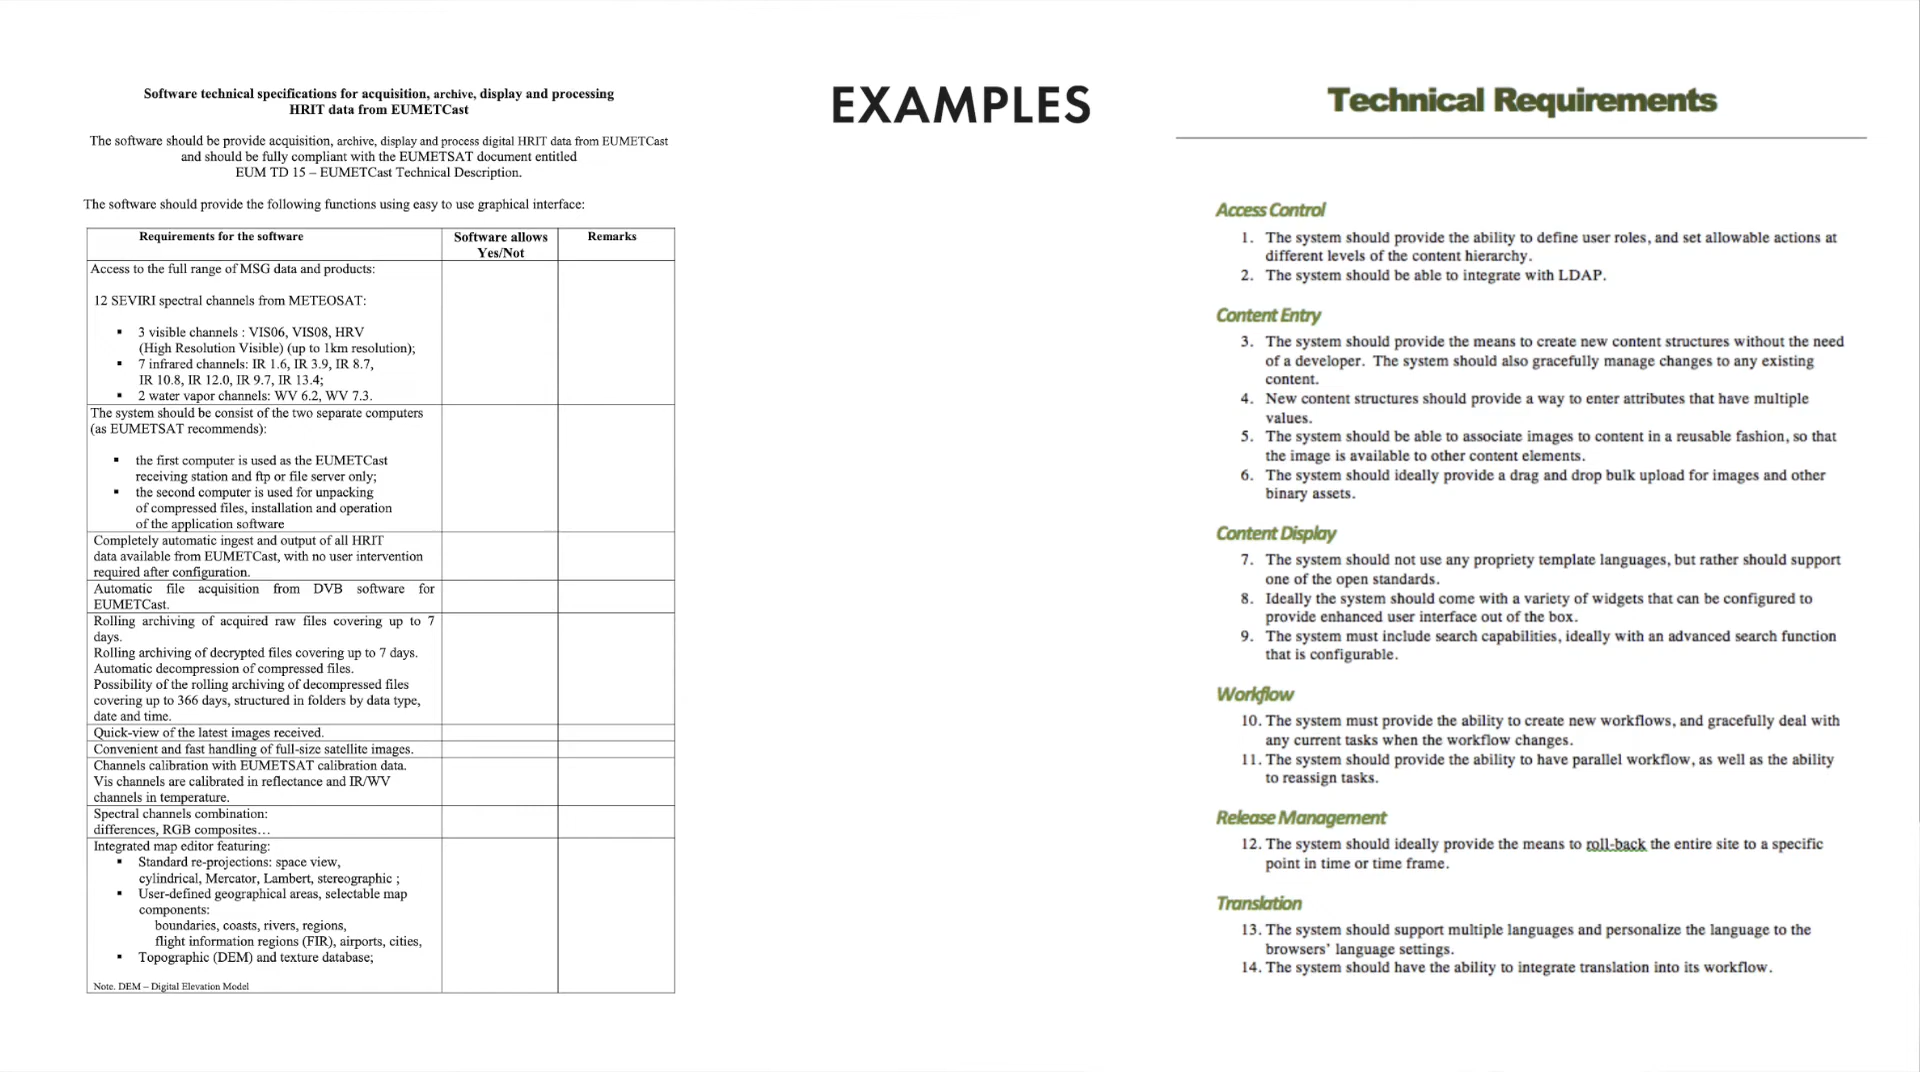 Software technical specifications for acquisition, archive, display and processing
HRIT data from EUMETCast
The software should be provide acquisition, archive, display and process digital HRIT data from EUMETCast
and should be fully compliant with the EUMETSAT document entitled
EUM TD 15 – EUMETCast Technical Description.
The software should provide the following functions using easy to use graphical interface:
Requirements for the software
Software allows
Yes/Not
Remarks
Access to the full range of MSG data and products:
12 SEVIRI spectral channels from METEOSAT:
▪ 3 visible channels : VIS06, VIS08, HRV
(High Resolution Visible) (up to 1km resolution);
▪ 7 infrared channels: IR 1.6, IR 3.9, IR 8.7,
IR 10.8, IR 12.0, IR 9.7, IR 13.4;
▪ 2 water vapor channels: WV 6.2, WV 7.3.
The system should be consist of the two separate computers
(as EUMETSAT recommends):
▪ the first computer is used as the EUMETCast
receiving station and ftp or file server only;
▪ the second computer is used for unpacking
of compressed files, installation and operation
of the application software
Completely automatic ingest and output of all HRIT
data available from EUMETCast, with no user intervention
required after configuration.
Automatic file acquisition from DVB software for
EUMETCast.
Rolling archiving of acquired raw files covering up to 7
days.
Rolling archiving of decrypted files covering up to 7 days.
Automatic decompression of compressed files.
Possibility of the rolling archiving of decompressed files
covering up to 366 days, structured in folders by data type,
date and time.
Quick-view of the latest images received.
Convenient and fast handling of full-size satellite images.
Channels calibration with EUMETSAT calibration data.
Vis channels are calibrated in reflectance and IR/WV
channels in temperature.
Spectral channels combination:
differences, RGB composites…
Integrated map editor featuring:
▪ Standard re-projections: space view,
cylindrical, Mercator, Lambert, stereographic ;
▪ User-defined geographical areas, selectable map
components:
boundaries, coasts, rivers, regions,
flight information regions (FIR), airports, cities,
▪ Topographic (DEM) and texture database;
Note. DEM – Digital Elevation Model
EXAMPLES
Technical Requirements
Access Control
1. The system should provide the ability to define user roles, and set allowable actions at
different levels of the content hierarchy.
2. The system should be able to integrate with LDAP.
Content Entry
3. The system should provide the means to create new content structures without the need
of a developer. The system should also gracefully manage changes to any existing
content.
4. New content structures should provide a way to enter attributes that have multiple
values.
5. The system should be able to associate images to content in a reusable fashion, so that
the image is available to other content elements.
6. The system should ideally provide a drag and drop bulk upload for images and other
binary assets.
Content Display
7. The system should not use any propriety template languages, but rather should support
one of the open standards.
8. Ideally the system should come with a variety of widgets that can be configured to
provide enhanced user interface out of the box.
9. The system must include search capabilities, ideally with an advanced search function
that is configurable.
Workflow
10. The system must provide the ability to create new workflows, and gracefully deal with
any current tasks when the workflow changes.
11. The system should provide the ability to have parallel workflow, as well as the ability
to reassign tasks.
Release Management
12. The system should ideally provide the means to roll-back the entire site to a specific
point in time or time frame.
Translation
13. The system should support multiple languages and personalize the language to the
browsers’ language settings.
14. The system should have the ability to integrate translation into its workflow.